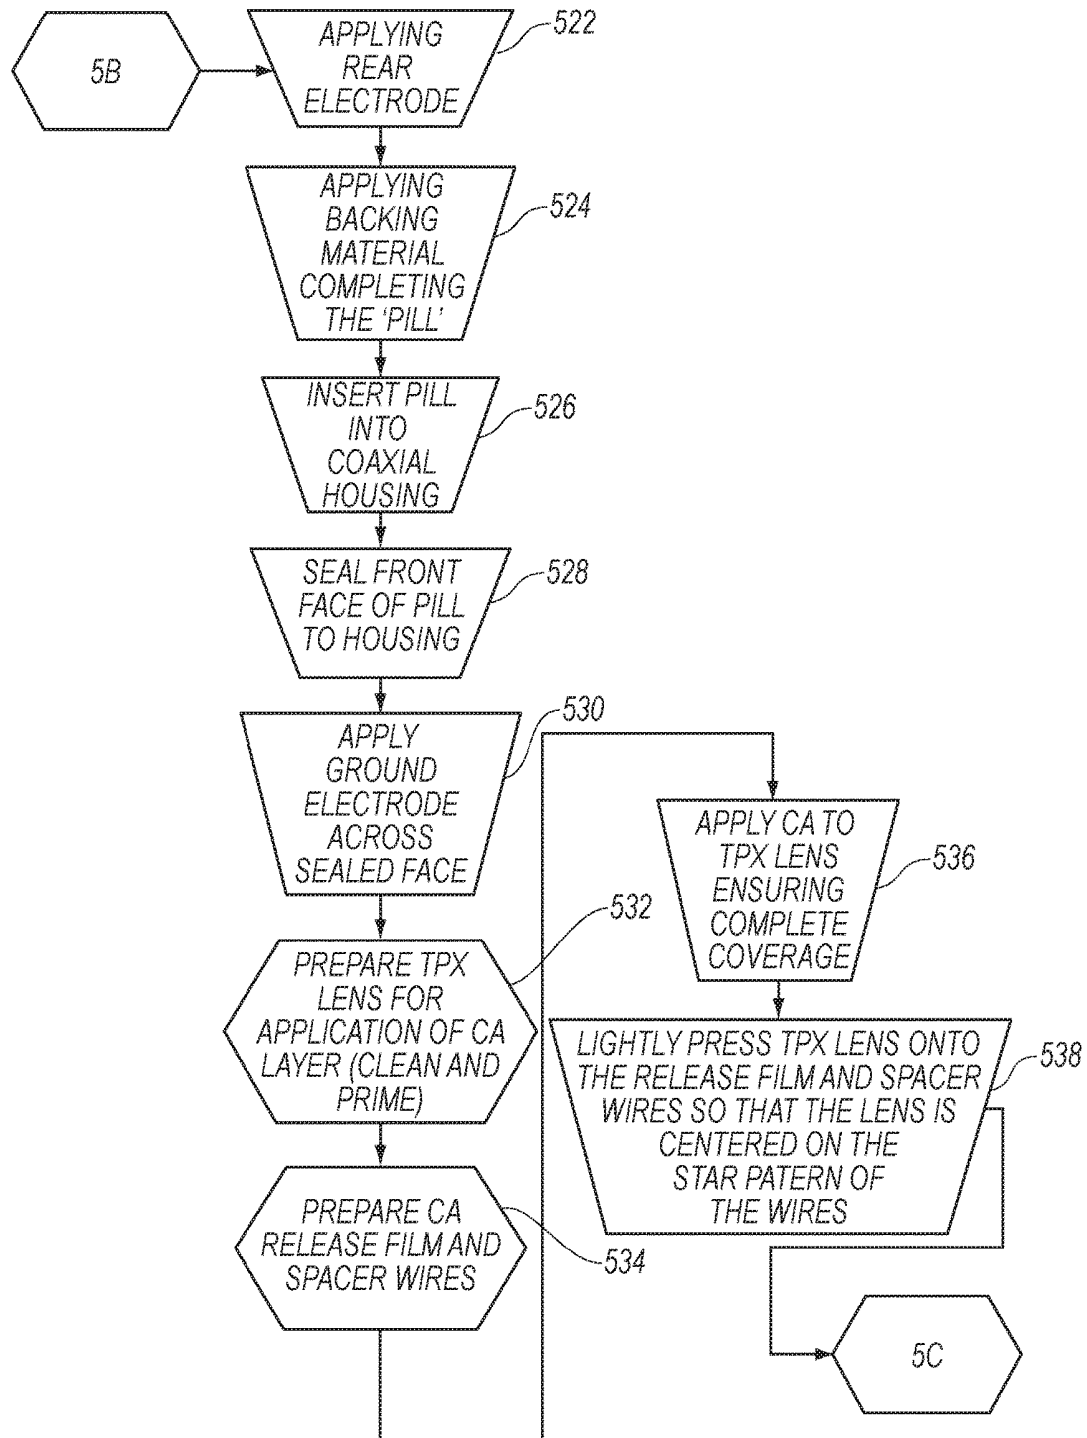 5B
APPLYING
REAR
ELECTRODE
522
APPLYING
BACKING
MATERIAL
COMPLETING
THE ‘PILL’
524
INSERT PILL
INTO
COAXIAL
HOUSING
526
SEAL FRONT
FACE OF PILL
TO HOUSING
528
APPLY
GROUND
ELECTRODE
ACROSS
SEALED FACE
530
PREPARE TPX
LENS FOR
APPLICATION OF CA
LAYER (CLEAN AND
PRIME)
532
PREPARE CA
RELEASE FILM AND
SPACER WIRES
534
APPLY CA TO
TPX LENS
ENSURING
COMPLETE
COVERAGE
536
LIGHTLY PRESS TPX LENS ONTO
THE RELEASE FILM AND SPACER
WIRES SO THAT THE LENS IS
CENTERED ON THE
STAR PATERN OF
THE WIRES
538
5C